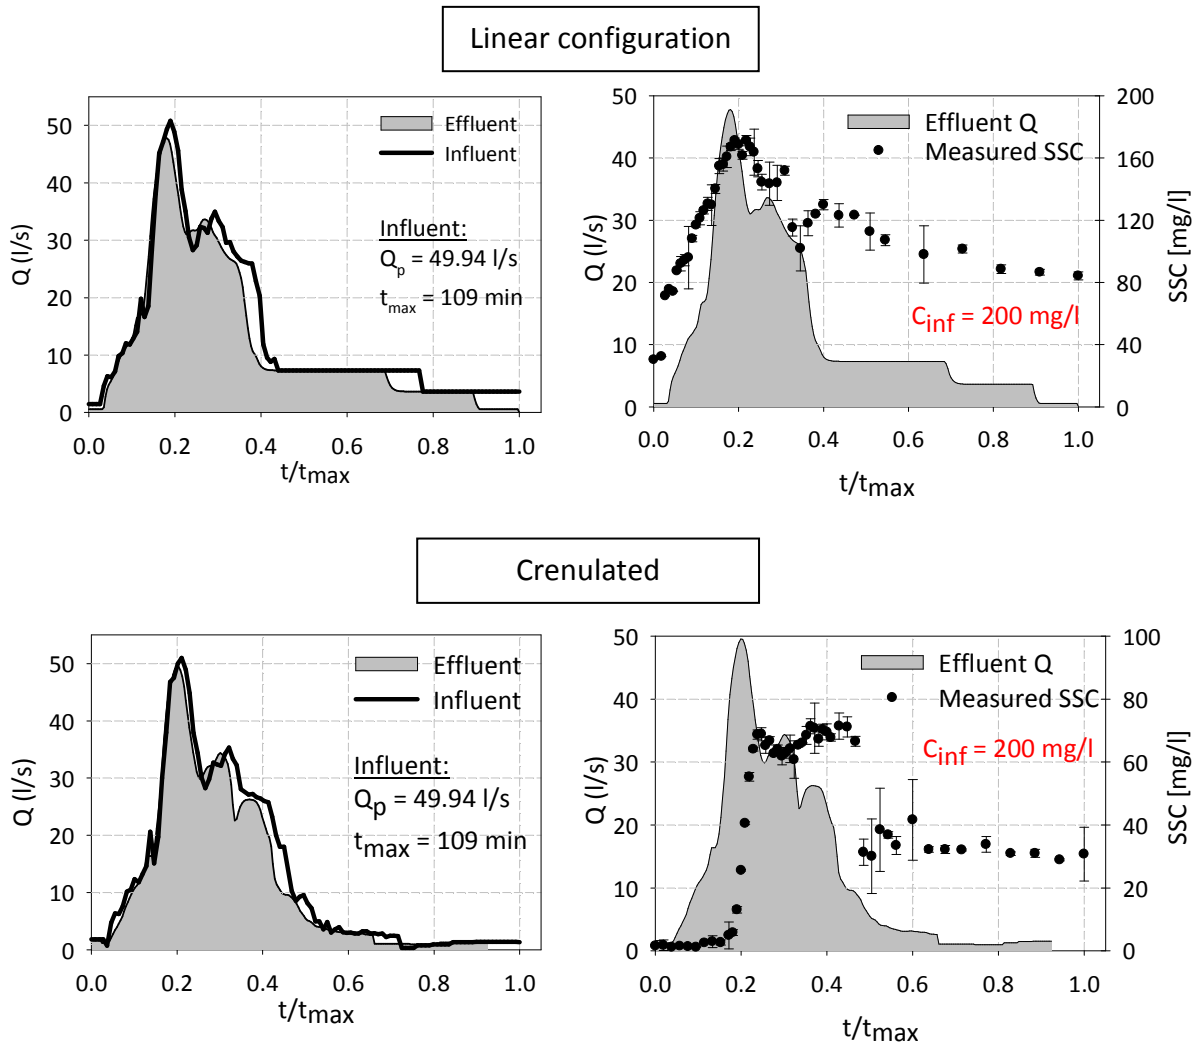 Linear configuration
50
40
30
20
10
0
Q (l/s)
0.0 0.2 0.4 0.6 0.8 1.0
t/tmax
Effluent
Influent
Influent:
Qp = 49.94 l/s
tmax = 109 min
50
40
30
20
10
0
Q (l/s)
0.0 0.2 0.4 0.6 0.8 1.0
t/tmax
Effluent Q
Measured SSC
Cinf = 200 mg/l
200
160
120
80
40
0
SSC [mg/l]
Crenulated
50
40
30
20
10
0
Q (l/s)
0.0 0.2 0.4 0.6 0.8 1.0
t/tmax
Effluent
Influent
Influent:
Qp = 49.94 l/s
tmax = 109 min
50
40
30
20
10
0
Q (l/s)
0.0 0.2 0.4 0.6 0.8 1.0
t/tmax
Effluent Q
Measured SSC
Cinf = 200 mg/l
100
80
60
40
20
0
SSC [mg/l]